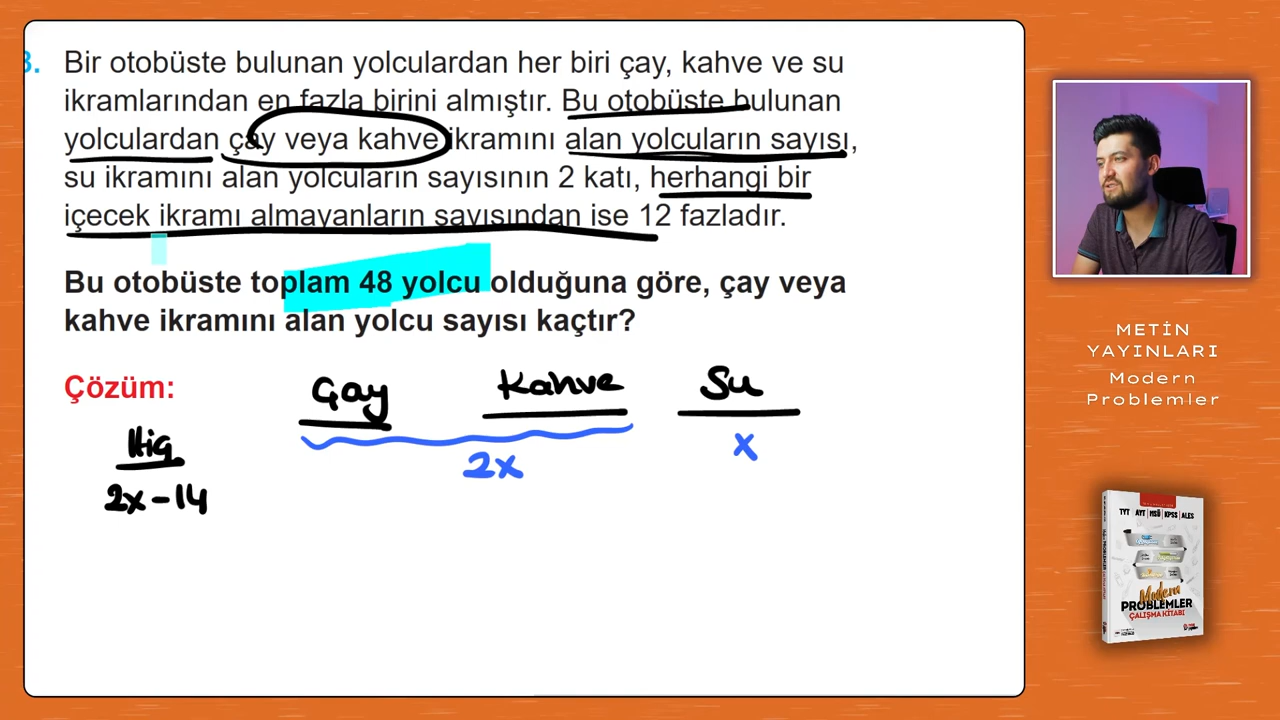 3. Bir otobüste bulunan yolculardan her biri çay, kahve ve su
ikramlarından en fazla birini almıştır. Bu otobüste bulunan
yolculardan çay veya kahve ikramını alan yolcuların sayısı,
su ikramını alan yolcuların sayısının 2 katı, herhangi bir
içecek ikramı almayanların sayısından ise 12 fazladır.
Bu otobüste toplam 48 yolcu olduğuna göre, çay veya
kahve ikramını alan yolcu sayısı kaçtır?
Çözüm:
Çay Kahve Su
Hiç
2x x
2x-14
METİN
YAYINLARI
Modern
Problemler
TYT AYT MSÜ KPSS ALES
Modern
PROBLEMLER
ÇALIŞMA KİTABI